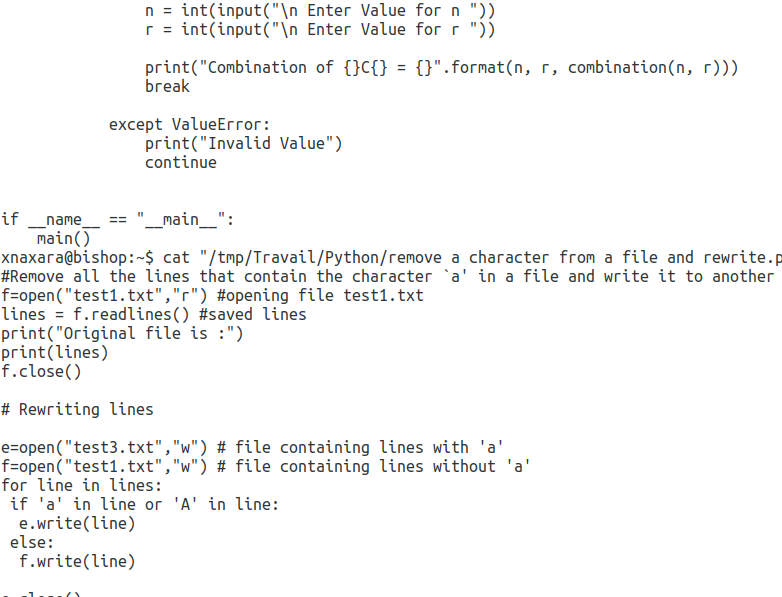 n = int(input("\n Enter Value for n "))
r = int(input("\n Enter Value for r "))
print("Combination of {}C{} = {}".format(n, r, combination(n, r)))
break
except ValueError:
print("Invalid Value")
continue
if __name__ == "__main__":
main()
xnaxara@bishop:~$ cat "/tmp/Travail/Python/remove a character from a file and rewrite.p
#Remove all the lines that contain the character `a' in a file and write it to another
f=open("test1.txt","r") #opening file test1.txt
lines = f.readlines() #saved lines
print("Original file is :")
print(lines)
f.close()
# Rewriting lines
e=open("test3.txt","w") # file containing lines with 'a'
f=open("test1.txt","w") # file containing lines without 'a'
for line in lines:
if 'a' in line or 'A' in line:
e.write(line)
else:
f.write(line)